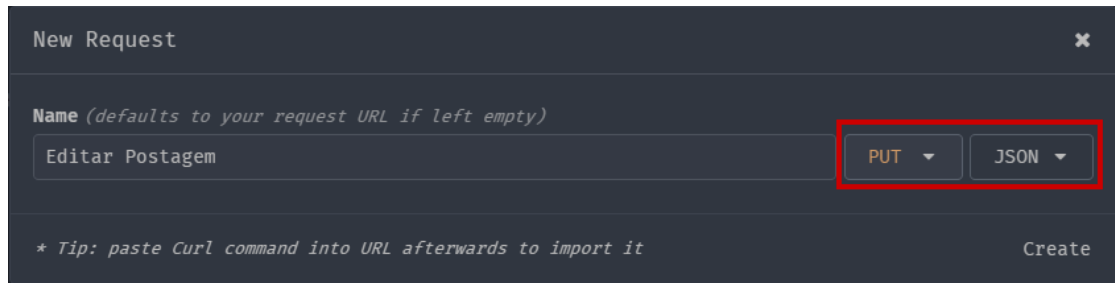 New Request ✖
Name (defaults to your request URL if left empty)
Editar Postagem PUT JSON
* Tip: paste Curl command into URL afterwards to import it Create